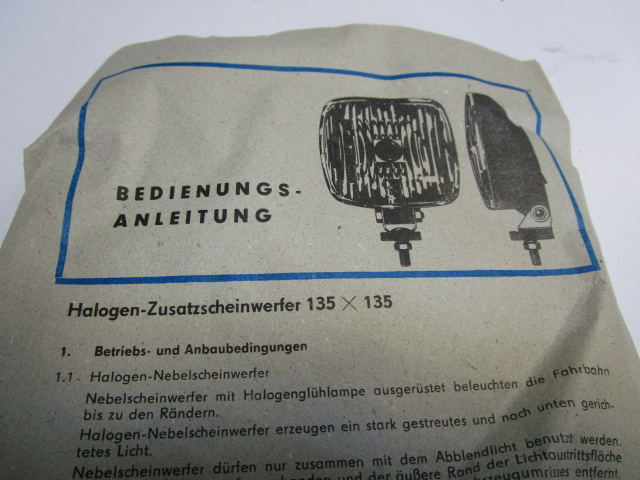 BEDIENUNGS-
ANLEITUNG
Halogen-Zusatzscheinwerfer 135 × 135
1. Betriebs- und Anbaubedingungen
1.1 Halogen-Nebelscheinwerfer
Nebelscheinwerfer mit Halogenglühlampe ausgerüstet beleuchten die Fahrbahn
bis zu den Rändern.
Halogen-Nebelscheinwerfer erzeugen ein stark gestreutes und nach unten gerich-
tetes Licht.
Nebelscheinwerfer dürfen nur zusammen mit dem Abblendlicht benutzt werden.
und der äußere Rand der Lichtaustrittsfläche
entfernt